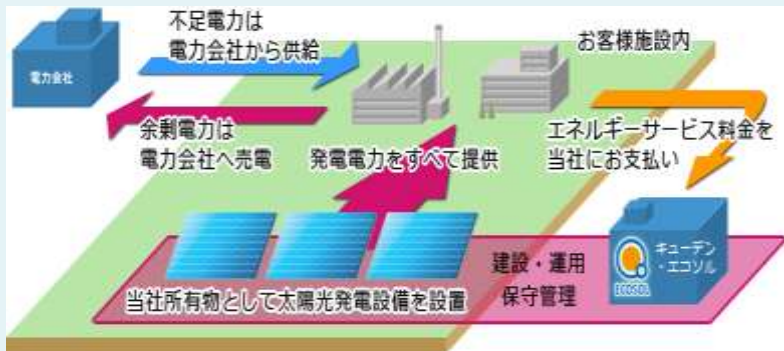 不足電力は
電力会社から供給
お客様施設内
電力会社
余剰電力は
電力会社へ売電
発電電力をすべて提供
エネルギーサービス料金を
当社にお支払い
建設・運用
保守管理
キューデン
・エコソル
ECOSOL
当社所有物として太陽光発電設備を設置